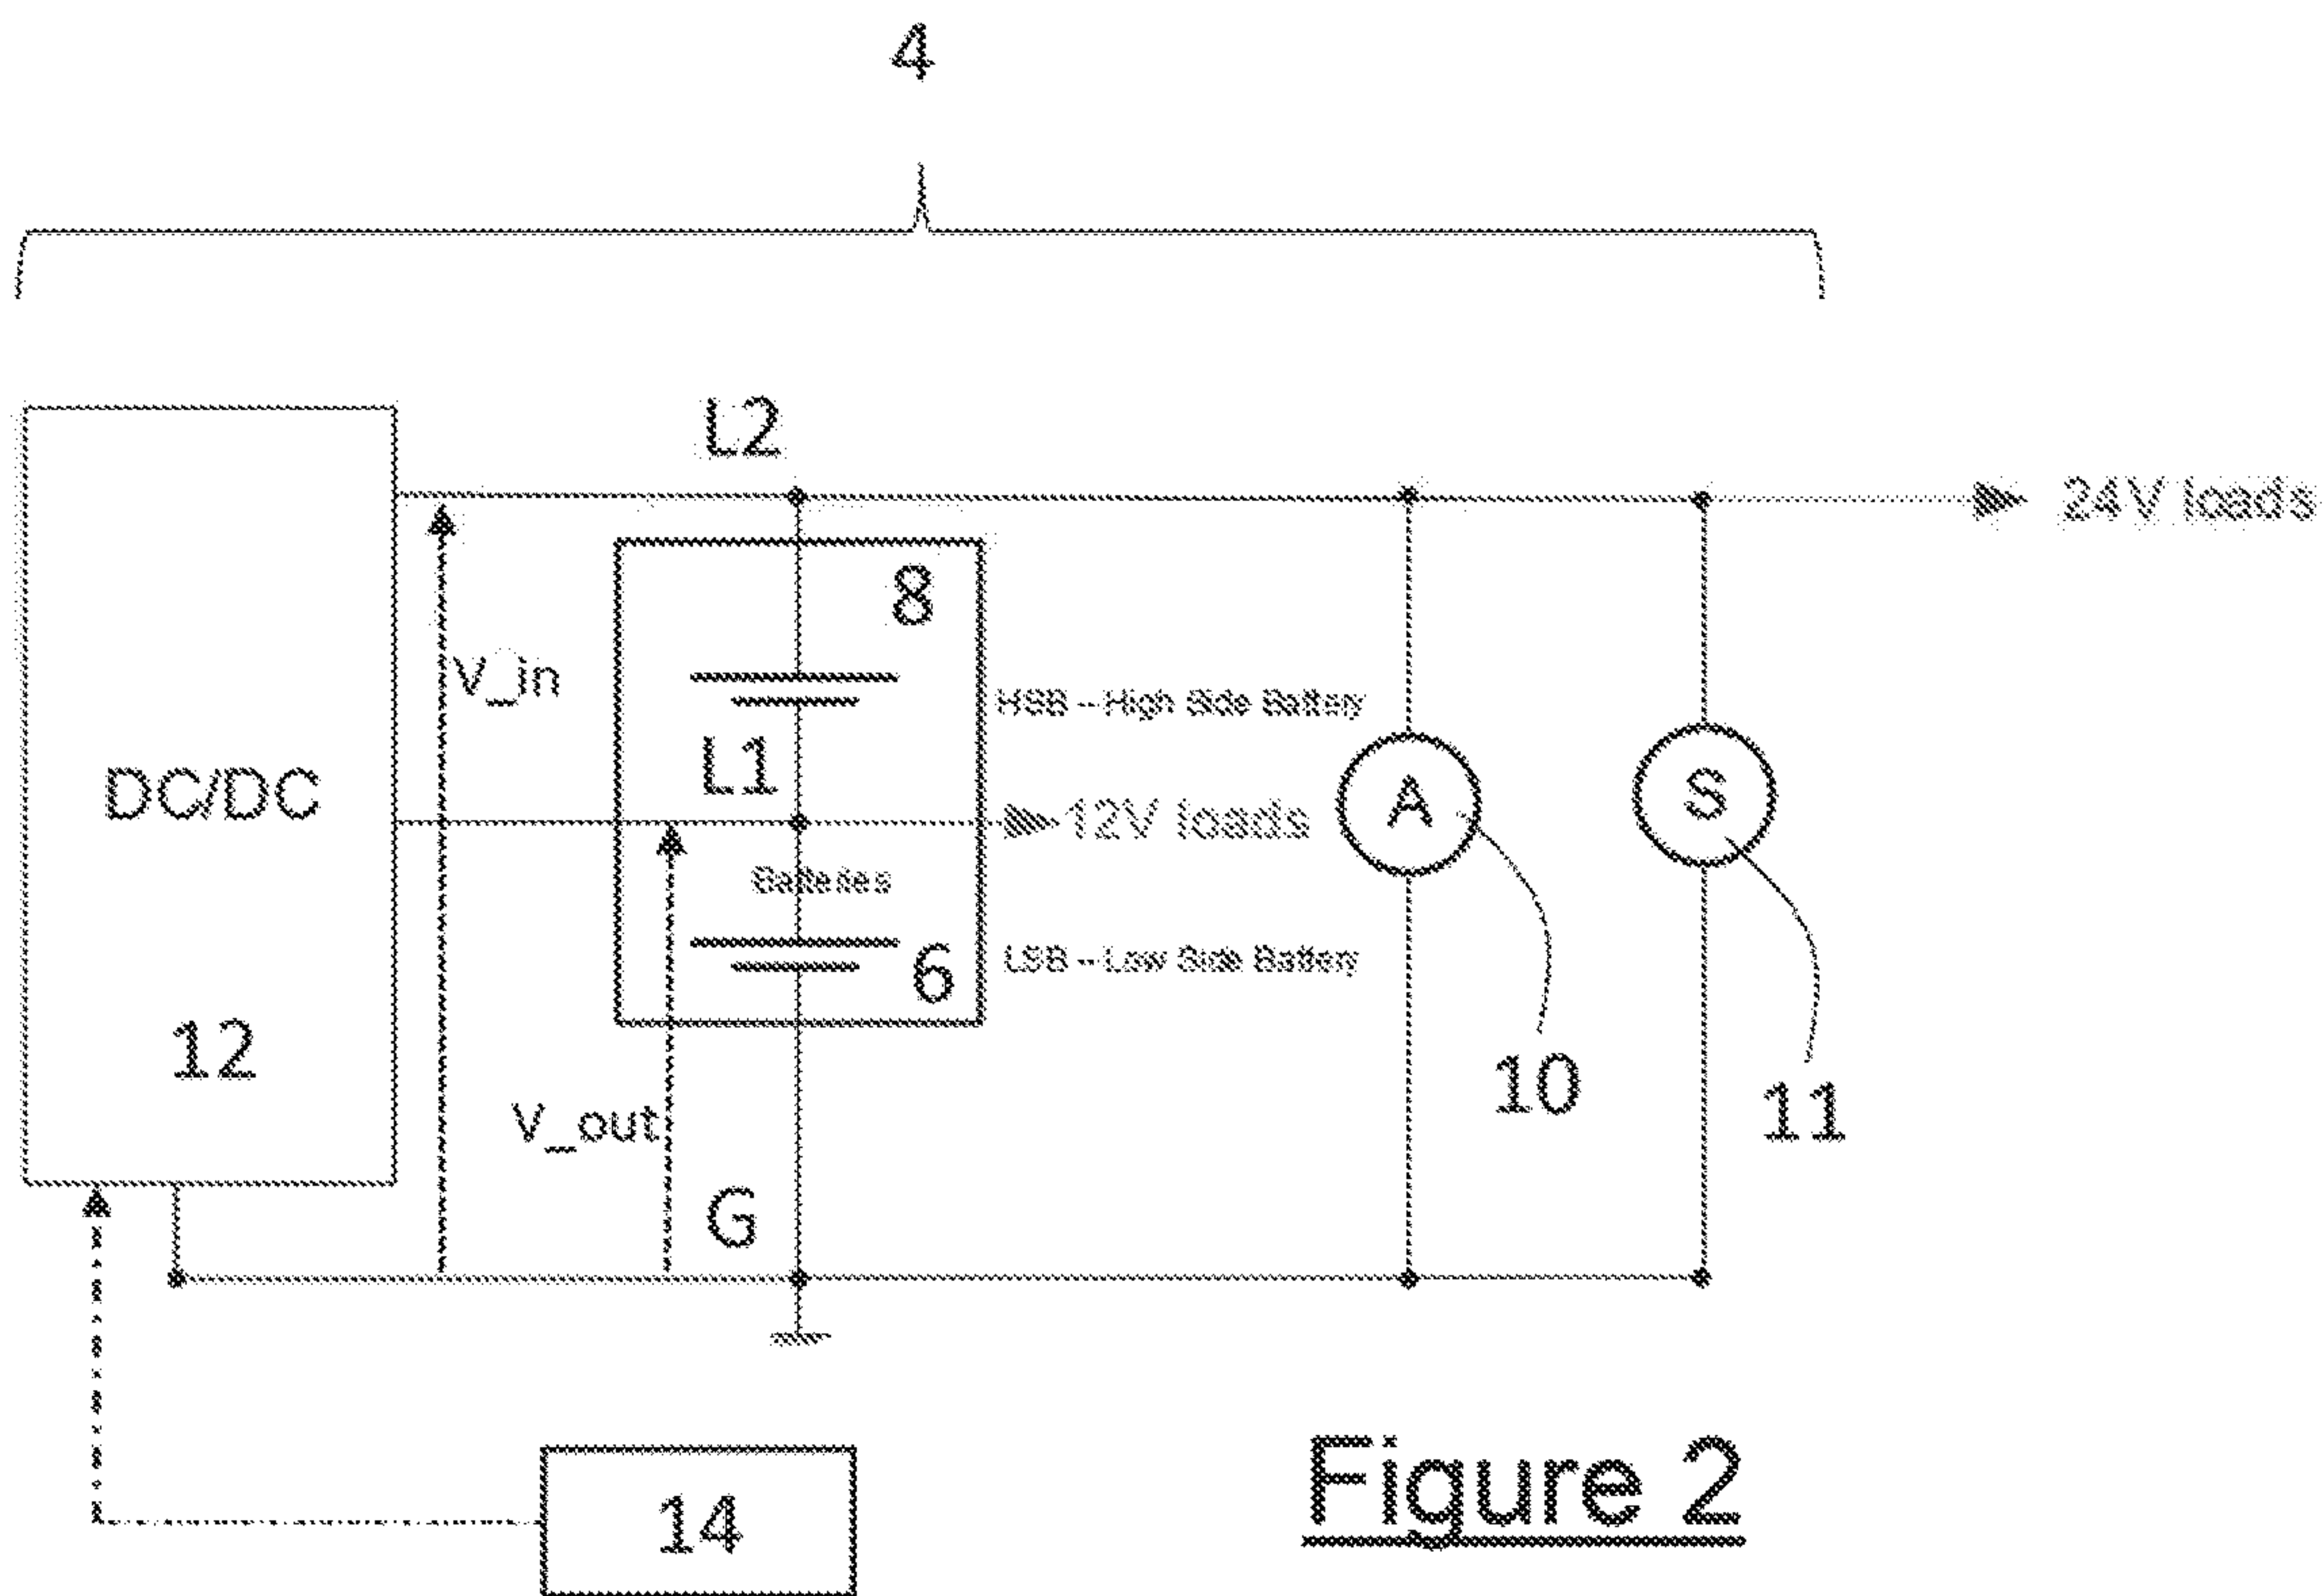 4
L2
24V loads
8
V_in
HSB -- High Side Battery
L1
DC/DC
12V loads
A
S
Batteries
6
LSB -- Low Side Battery
12
10
V_out
11
G
14
Figure 2